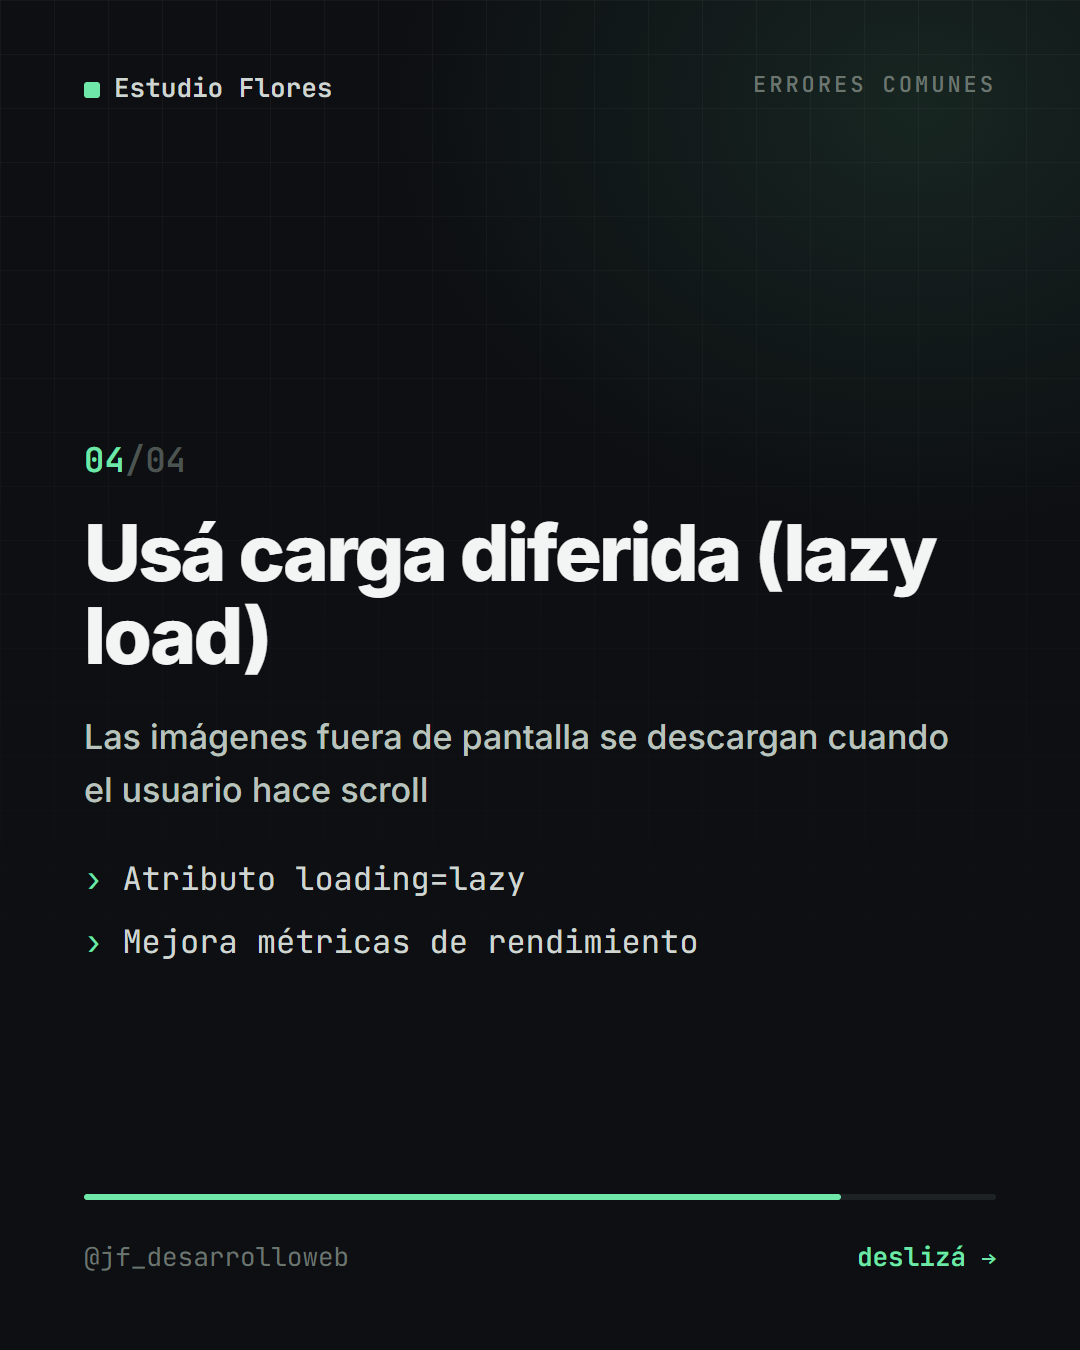 Estudio Flores
ERRORES COMUNES
04/04
Usá carga diferida (lazy
load)
Las imágenes fuera de pantalla se descargan cuando
el usuario hace scroll
› Atributo loading=lazy
› Mejora métricas de rendimiento
@jf_desarrolloweb
deslizá →